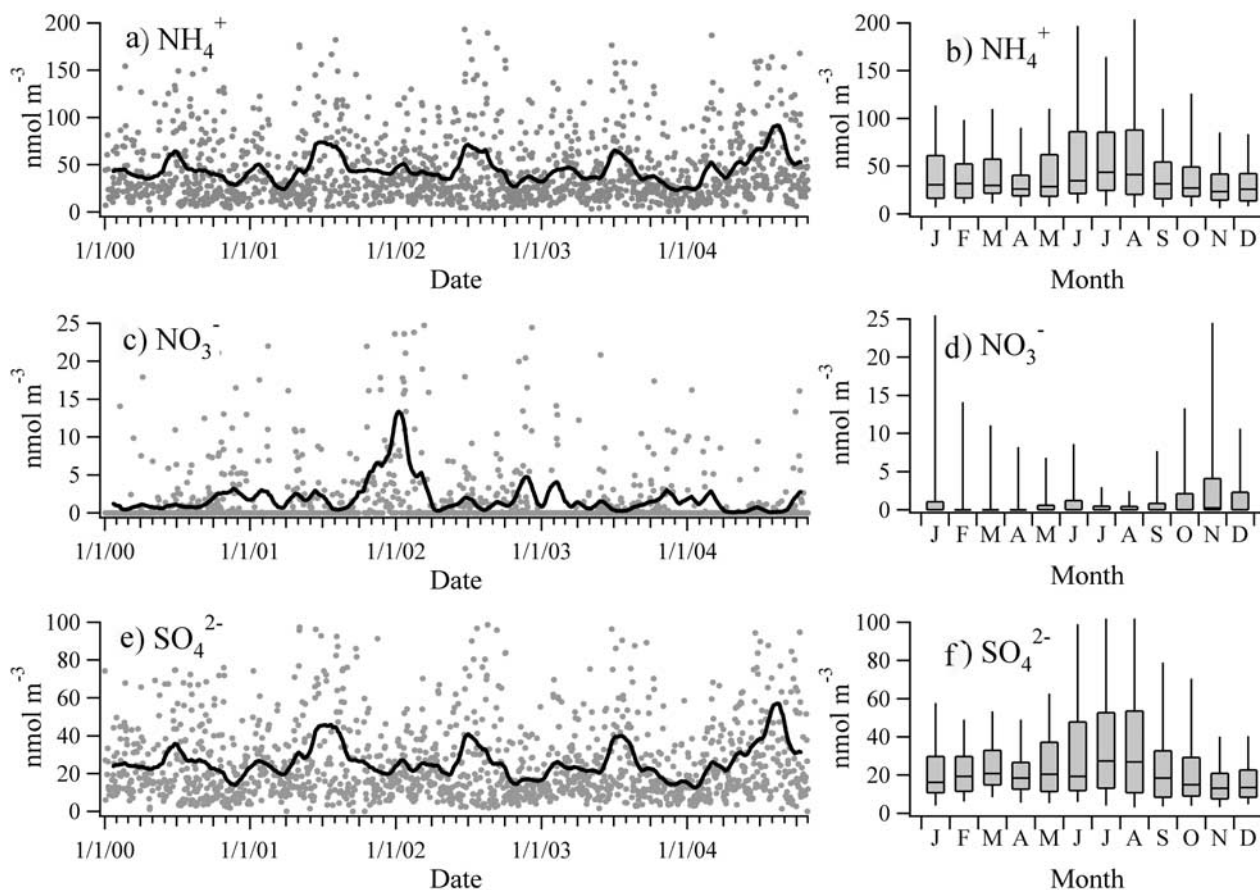 a) NH₄⁺
nmol m⁻³
200
150
100
50
0
1/1/00 1/1/01 1/1/02 1/1/03 1/1/04
Date
b) NH₄⁺
nmol m⁻³
200
150
100
50
0
J F M A M J J A S O N D
Month
c) NO₃⁻
nmol m⁻³
25
20
15
10
5
0
1/1/00 1/1/01 1/1/02 1/1/03 1/1/04
Date
d) NO₃⁻
nmol m⁻³
25
20
15
10
5
0
J F M A M J J A S O N D
Month
e) SO₄²⁻
nmol m⁻³
100
80
60
40
20
0
1/1/00 1/1/01 1/1/02 1/1/03 1/1/04
Date
f) SO₄²⁻
nmol m⁻³
100
80
60
40
20
0
J F M A M J J A S O N D
Month